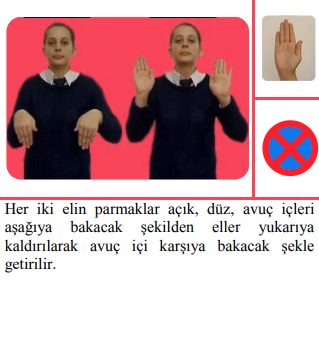 Her iki elin parmaklar açık, düz, avuç içleri
aşağıya bakacak şekilden eller yukarıya
kaldırılarak avuç içi karşıya bakacak şekle
getirilir.